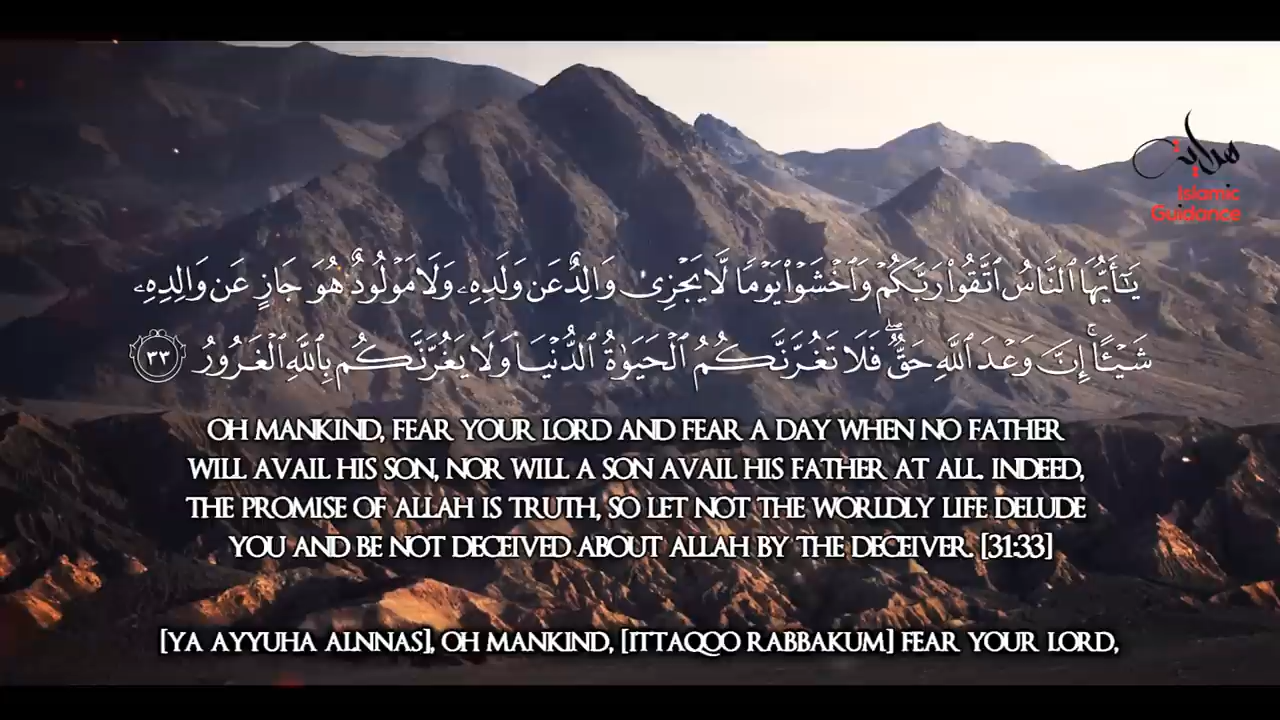 هداية
Islamic
Guidance
يَـٰٓأَيُّهَا ٱلنَّاسُ ٱتَّقُوا۟ رَبَّكُمْ وَٱخْشَوْا۟ يَوْمًا لَّا يَجْزِى وَالِدٌ عَن وَلَدِهِۦ وَلَا مَوْلُودٌ هُوَ جَازٍ عَن وَالِدِهِۦ
شَيْـًٔا ۚ إِنَّ وَعْدَ ٱللَّهِ حَقٌّ ۖ فَلَا تَغُرَّنَّكُمُ ٱلْحَيَوٰةُ ٱلدُّنْيَا وَلَا يَغُرَّنَّكُم بِٱللَّهِ ٱلْغَرُورُ ٣٣
OH MANKIND, FEAR YOUR LORD AND FEAR A DAY WHEN NO FATHER
WILL AVAIL HIS SON, NOR WILL A SON AVAIL HIS FATHER AT ALL. INDEED,
THE PROMISE OF ALLAH IS TRUTH, SO LET NOT THE WORLDLY LIFE DELUDE
YOU AND BE NOT DECEIVED ABOUT ALLAH BY THE DECEIVER. [31:33]
[YA AYYUHA ALNNAS], OH MANKIND, [ITTAQOO RABBAKUM] FEAR YOUR LORD,